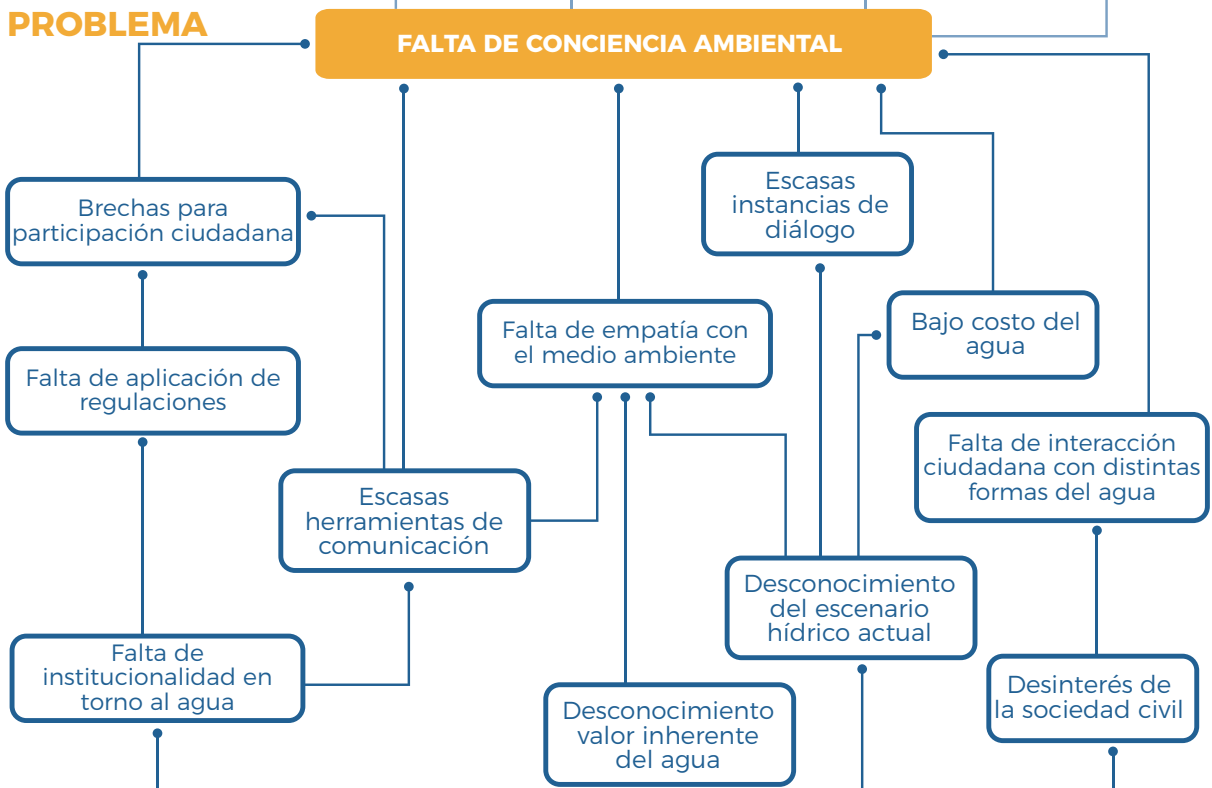 PROBLEMA
FALTA DE CONCIENCIA AMBIENTAL
Escasas
instancias de
diálogo
Brechas para
participación ciudadana
Falta de empatía con
el medio ambiente
Bajo costo del
agua
Falta de aplicación de
regulaciones
Falta de interacción
ciudadana con distintas
formas del agua
Escasas
herramientas de
comunicación
Desconocimiento
del escenario
hídrico actual
Falta de
institucionalidad en
torno al agua
Desinterés de
la sociedad civil
Desconocimiento
valor inherente
del agua